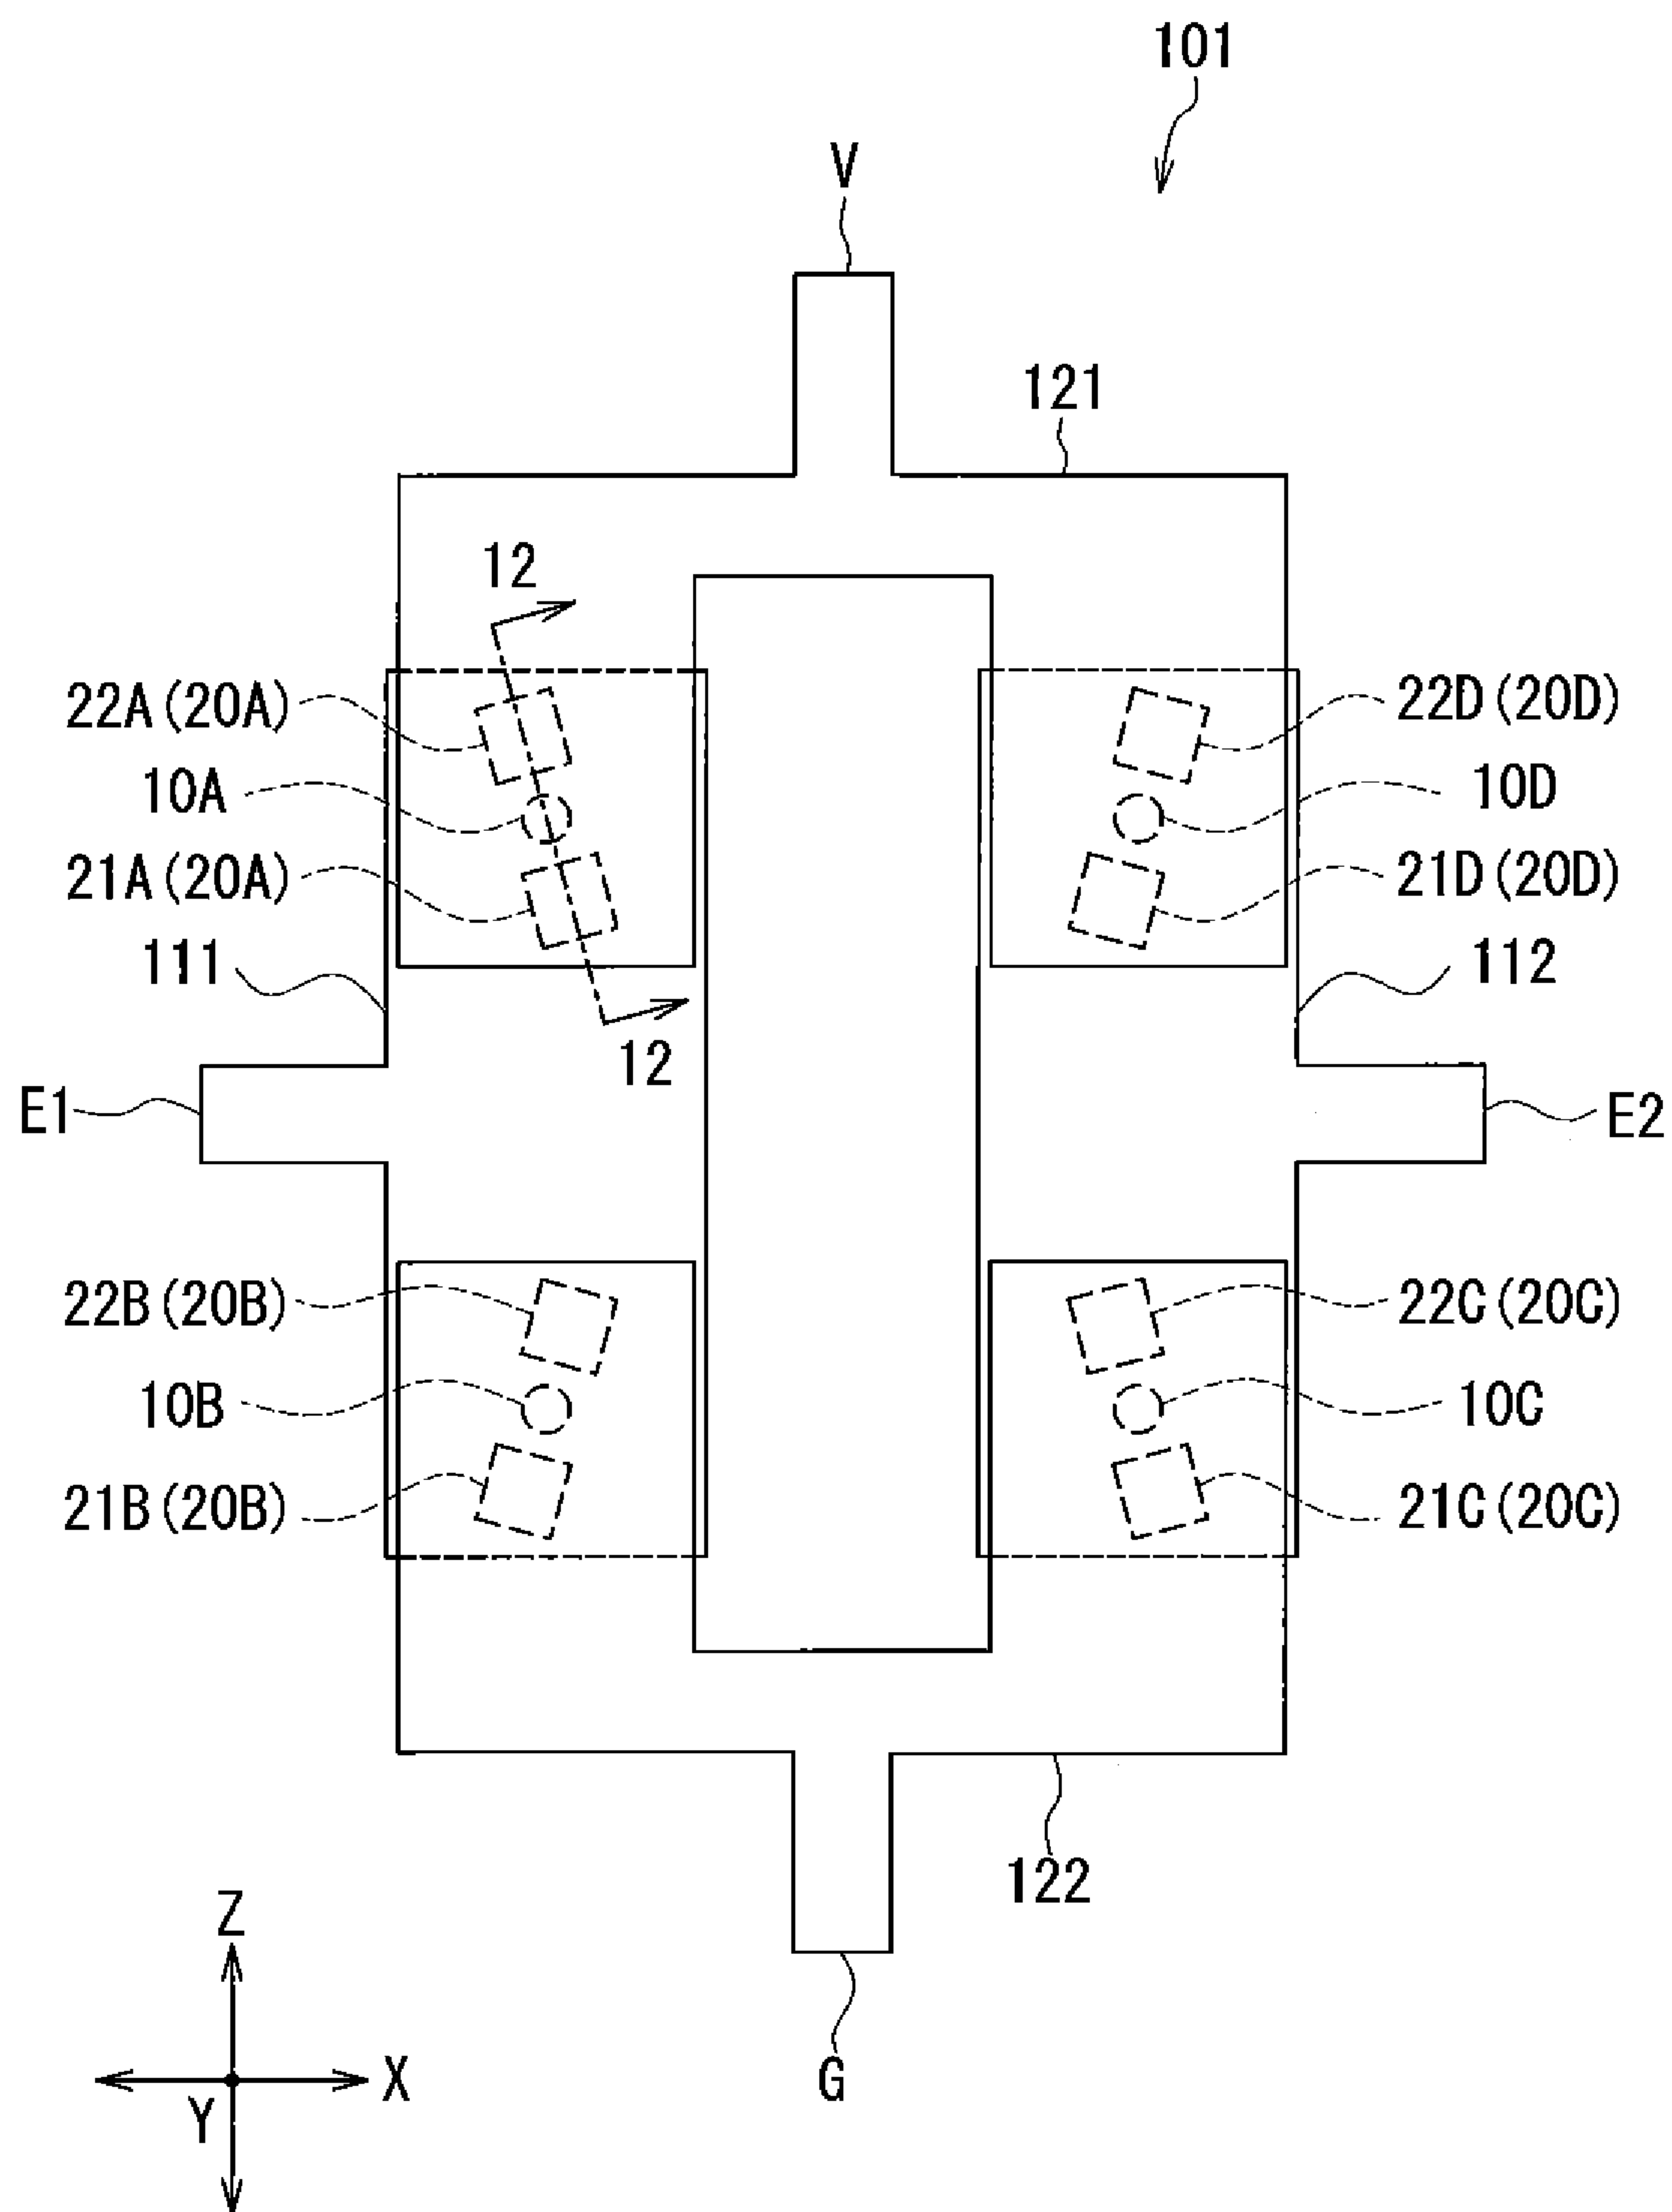 101
V
121
12
22A(20A)
22D(20D)
10A
10D
21A(20A)
21D(20D)
111
112
12
E1
E2
22B(20B)
22C(20C)
10B
10C
21B(20B)
21C(20C)
122
Z
X
Y
G